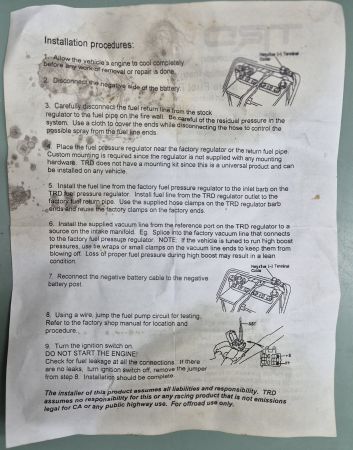 Installation procedures:
Negative (-) Terminal
Cable
1. Allow the vehicle's engine to cool completely
before any work of removal or repair is done.
2. Disconnect the negative side of the battery.
3. Carefully disconnect the fuel return line from the stock
regulator to the fuel pipe on the fire wall. Be careful of the residual pressure in the
system. Use a cloth to cover the ends while disconnecting the hose to control the
possible spray from the fuel line ends.
4. Place the fuel pressure regulator near the factory regulator or the return fuel pipe.
Custom mounting is required since the regulator is not supplied with any mounting
hardware. TRD does not have a mounting kit since this is a universal product and can
be installed on any vehicle.
5. Install the fuel line from the factory fuel pressure regulator to the inlet barb on the
TRD fuel pressure regulator. Install fuel line from the TRD regulator outlet to the
factory fuel return pipe. Use the supplied hose clamps on the TRD regulator barb
ends and reuse the factory clamps on the factory ends.
6. Install the supplied vacuum line from the reference port on the TRD regulator to a
source on the intake manifold. Eg. Splice into the factory vacuum line that connects
to the factory fuel pressure regulator. NOTE: If the vehicle is tuned to run high boost
pressures, use tie wraps or small clamps on the vacuum line ends to keep them from
blowing off. Loss of proper fuel pressure during high boost may result in a lean
condition.
Negative (-) Terminal
Cable
7. Reconnect the negative battery cable to the negative
battery post.
8. Using a wire, jump the fuel pump circuit for testing.
Refer to the factory shop manual for location and
procedure.
SST
9. Turn the ignition switch on.
DO NOT START THE ENGINE!
Check for fuel leakage at all the connections. If there
are no leaks, turn ignition switch off, remove the jumper
from step 8. Installation should be complete.
+B
FP
The installer of this product assumes all liabilities and responsibility. TRD
assumes no responsibility for this or any racing product that is not emissions
legal for CA or any public highway use. For offroad use only.